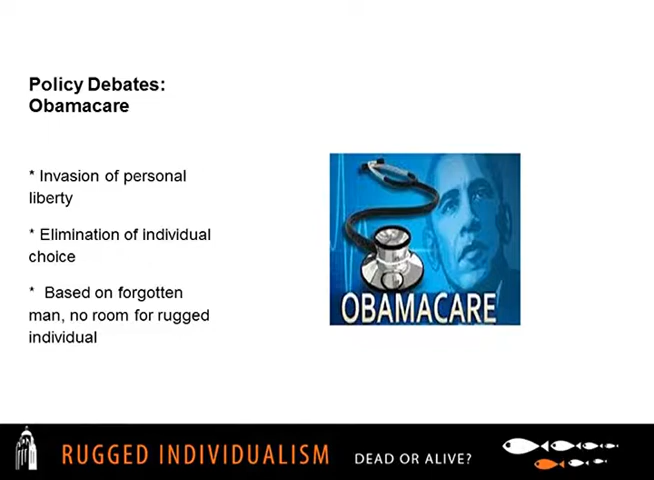 Policy Debates:
Obamacare
* Invasion of personal
liberty
* Elimination of individual
choice
* Based on forgotten
man, no room for rugged
individual
OBAMACARE
RUGGED INDIVIDUALISM DEAD OR ALIVE?